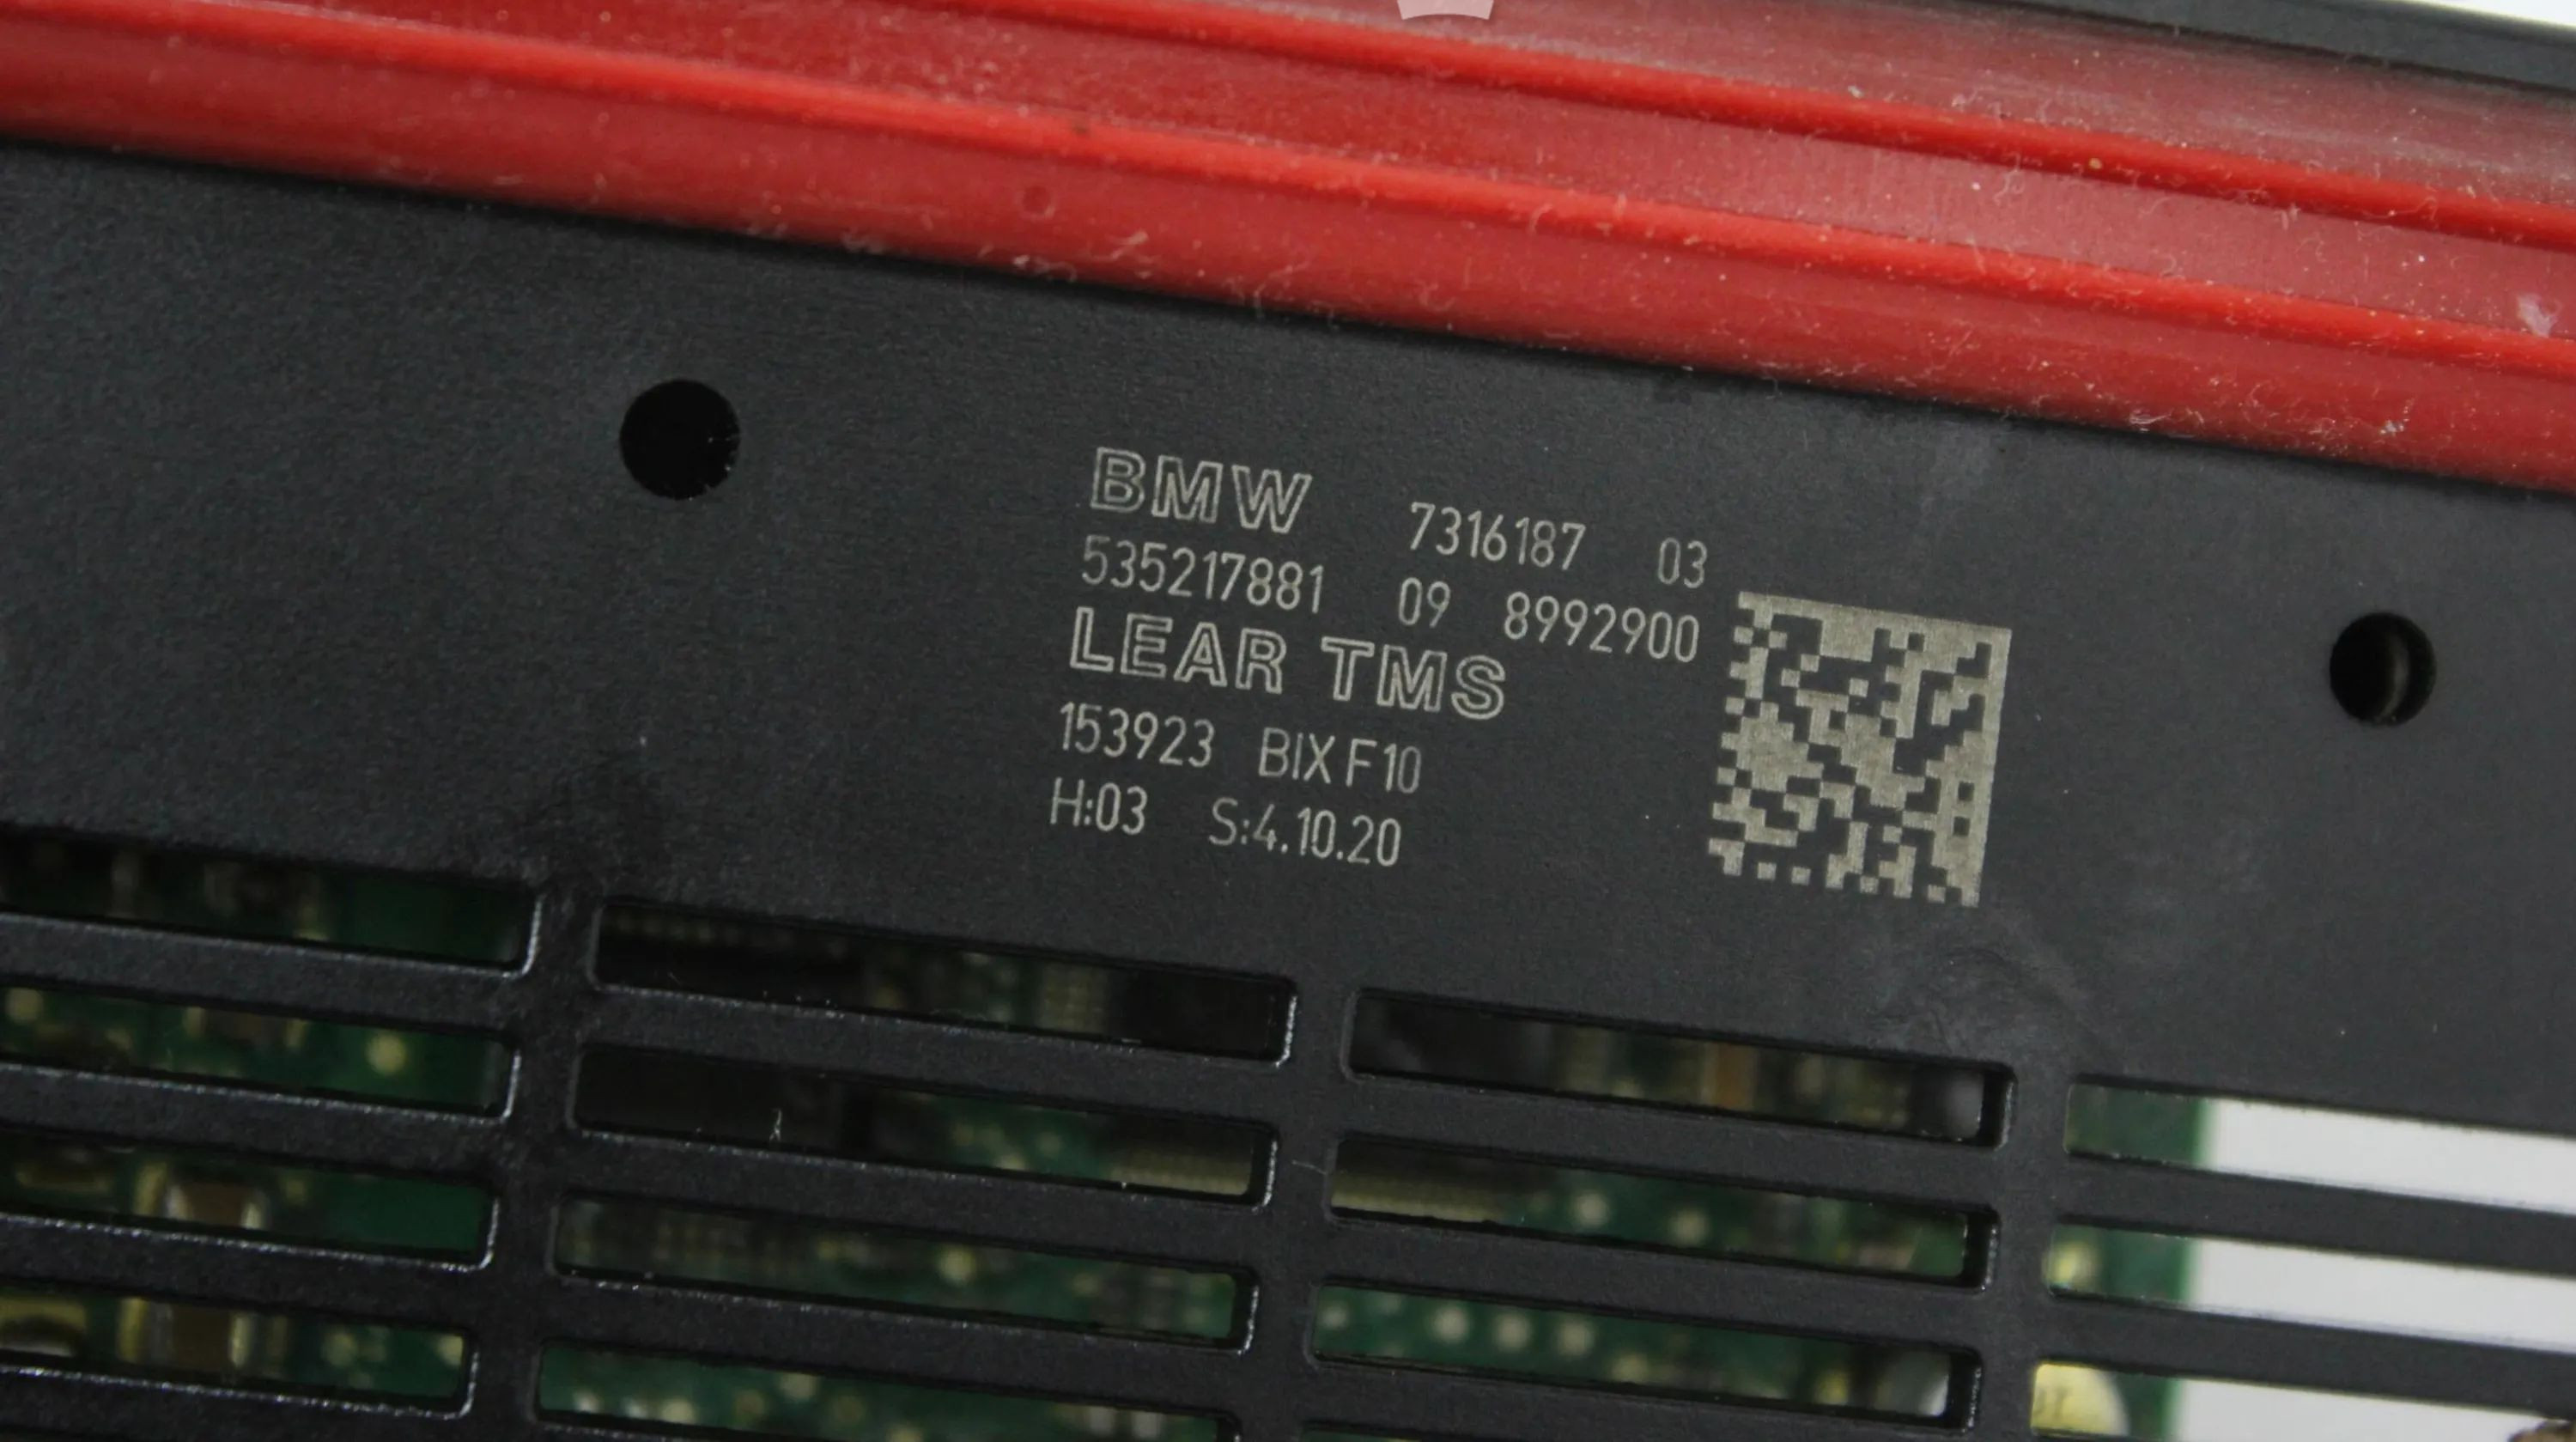 BMW 7316187 03
535217881 09 8992900
LEAR TMS
153923 BIX F10
H:03 S:4.10.20